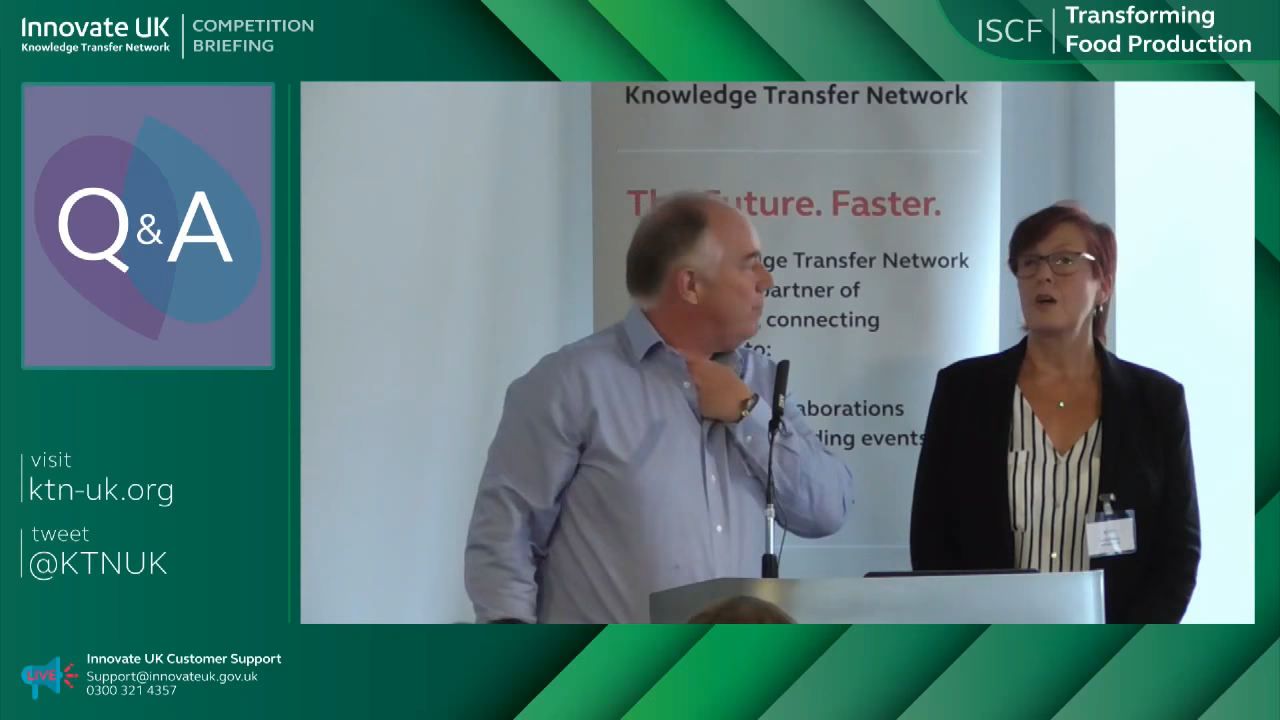 Innovate UK
Knowledge Transfer Network
COMPETITION
BRIEFING
ISCF
Transforming
Food Production
Q&A
Knowledge Transfer Network
The Future. Faster.
ge Transfer Network
partner of
, connecting
to:
aborations
ding events
visit
ktn-uk.org
tweet
@KTNUK
LIVE
Innovate UK Customer Support
Support@innovateuk.gov.uk
0300 321 4357